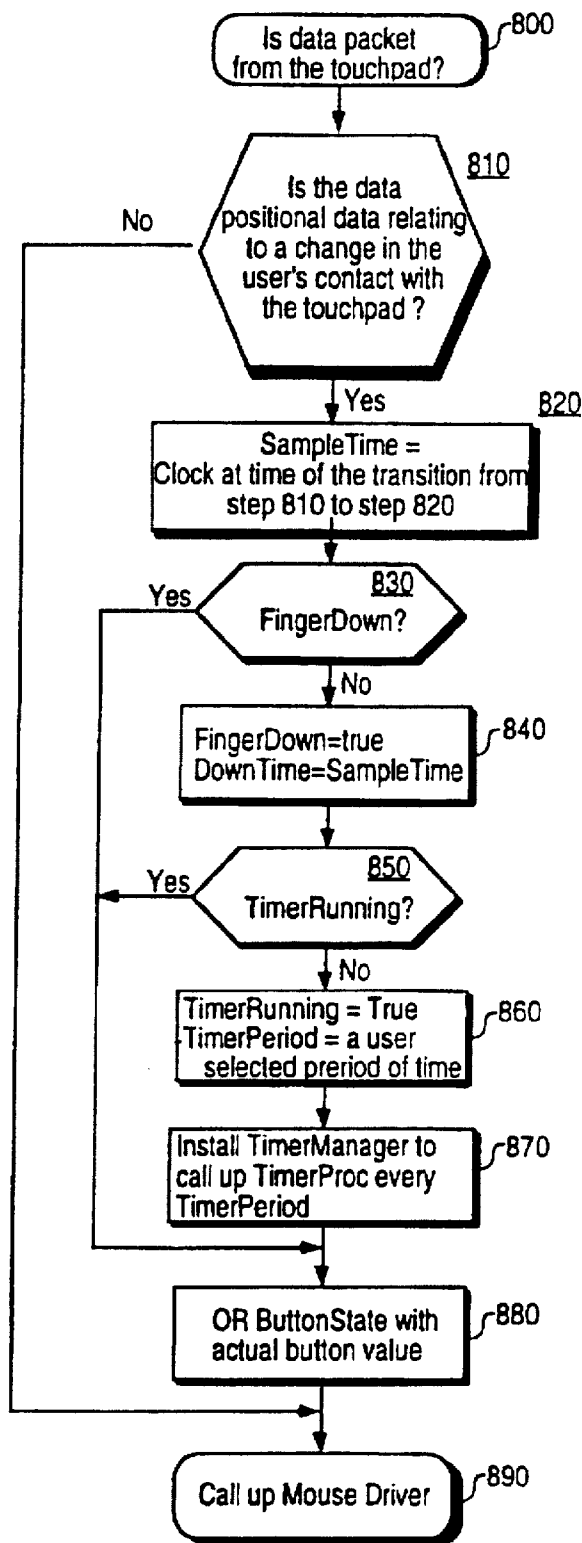 Is data packet
from the touchpad?
800
810
Is the data
positional data relating
to a change in the
user's contact with
the touchpad ?
No
Yes
820
SampleTime =
Clock at time of the transition from
step 810 to step 820
830
Yes
FingerDown?
No
FingerDown=true
DownTime=SampleTime
840
850
Yes
TimerRunning?
No
TimerRunning = True
TimerPeriod = a user
selected preriod of time
860
Install TimerManager to
call up TimerProc every
TimerPeriod
870
OR ButtonState with
actual button value
880
Call up Mouse Driver
890